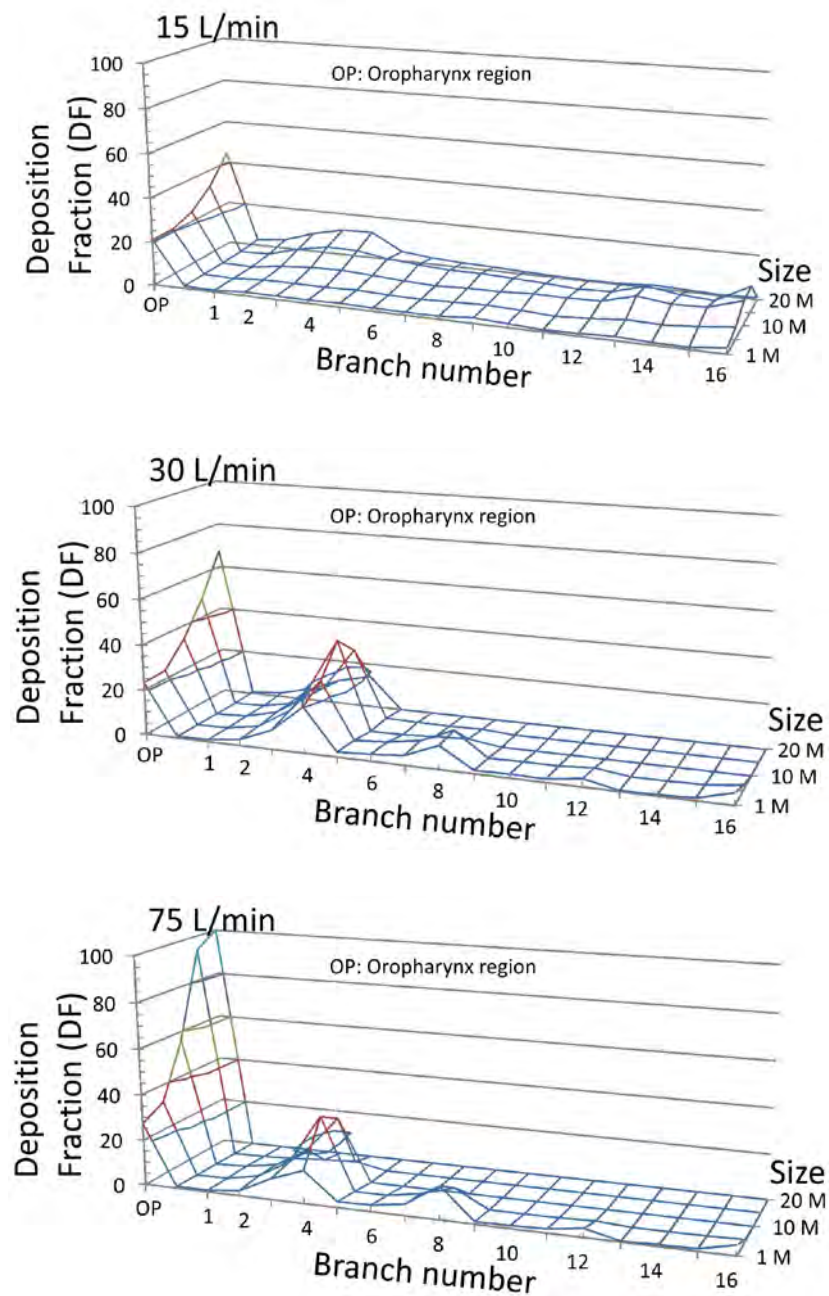 15 L/min
OP: Oropharynx region
Deposition
Fraction (DF)
100
80
60
40
20
0
OP
1
2
4
6
8
10
12
14
16
Branch number
Size
20 M
10 M
1 M
30 L/min
OP: Oropharynx region
Deposition
Fraction (DF)
100
80
60
40
20
0
OP
1
2
4
6
8
10
12
14
16
Branch number
Size
20 M
10 M
1 M
75 L/min
OP: Oropharynx region
Deposition
Fraction (DF)
100
80
60
40
20
0
OP
1
2
4
6
8
10
12
14
16
Branch number
Size
20 M
10 M
1 M